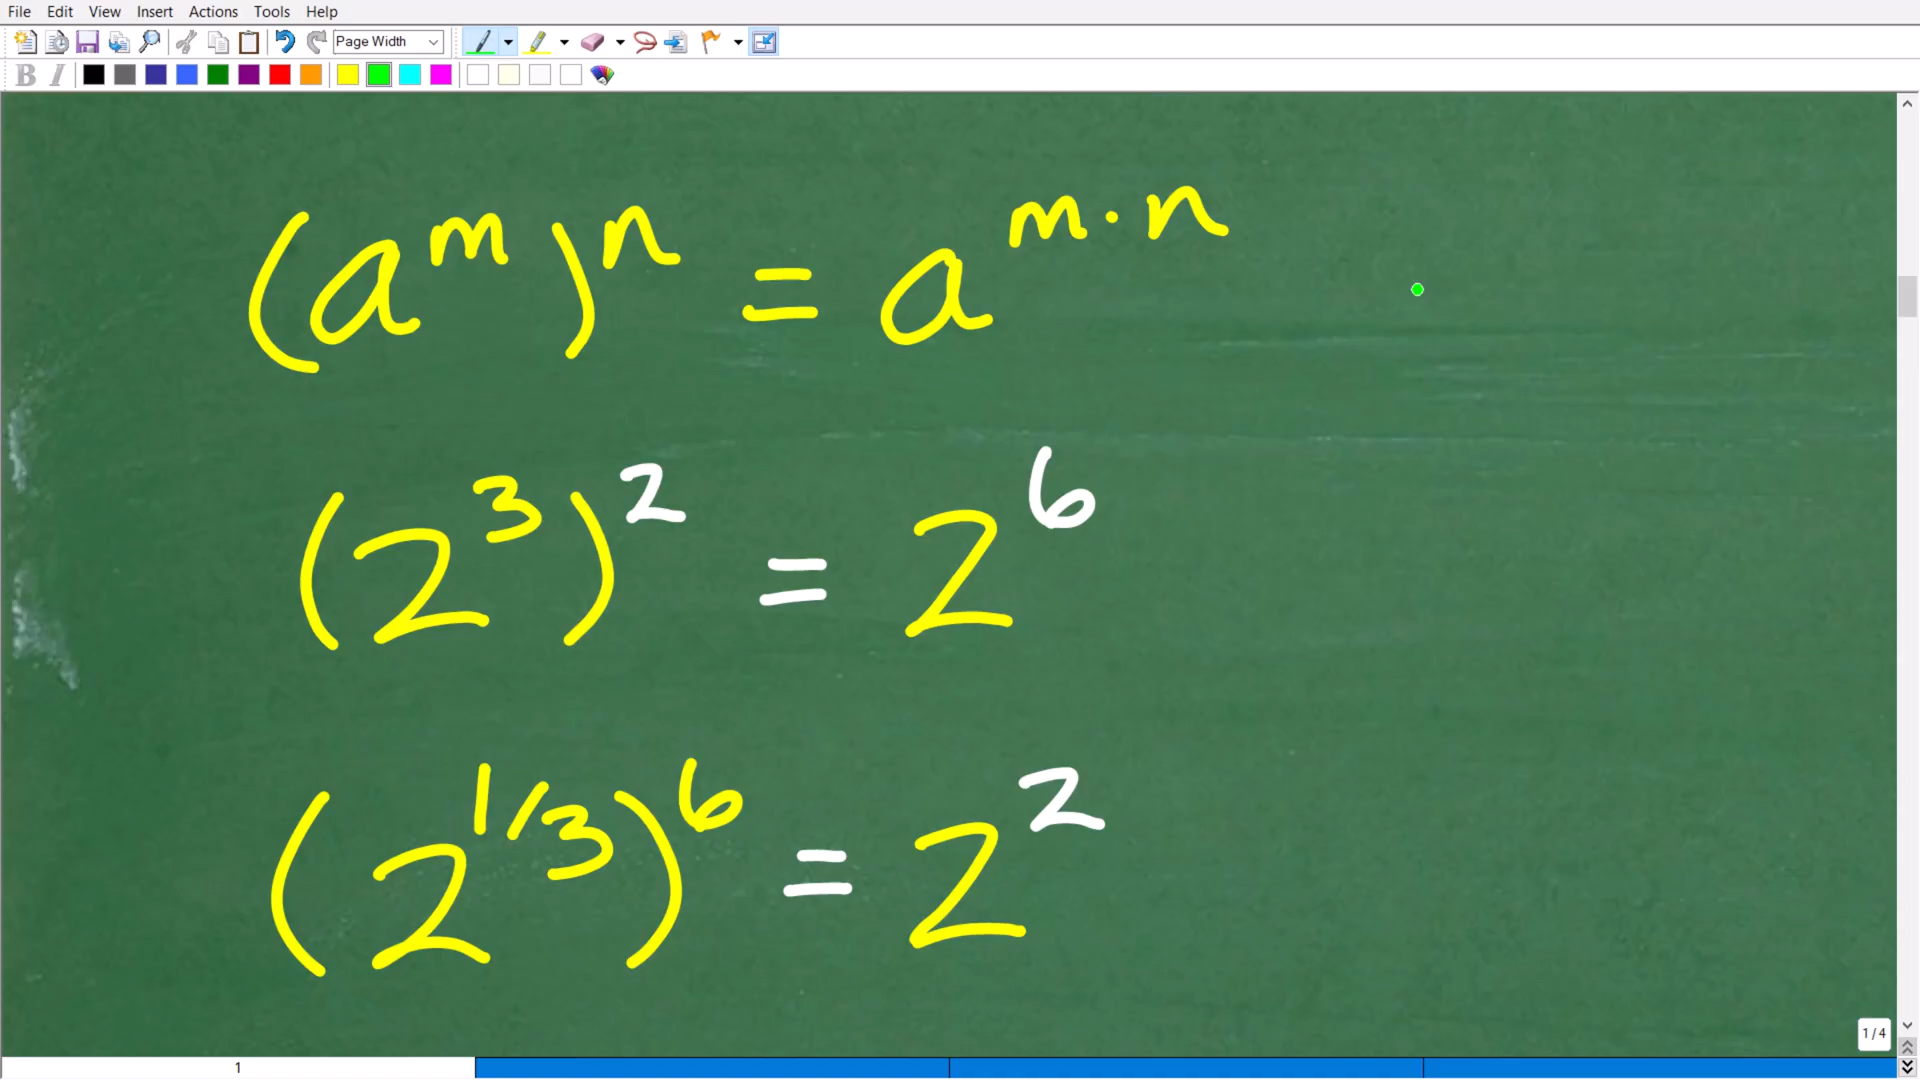 File Edit View Insert Actions Tools Help
Page Width
B I
(a^m)^n = a^{m·n}
(2^3)^2 = 2^6
(2^{1/3})^6 = 2^2
1 / 4
1